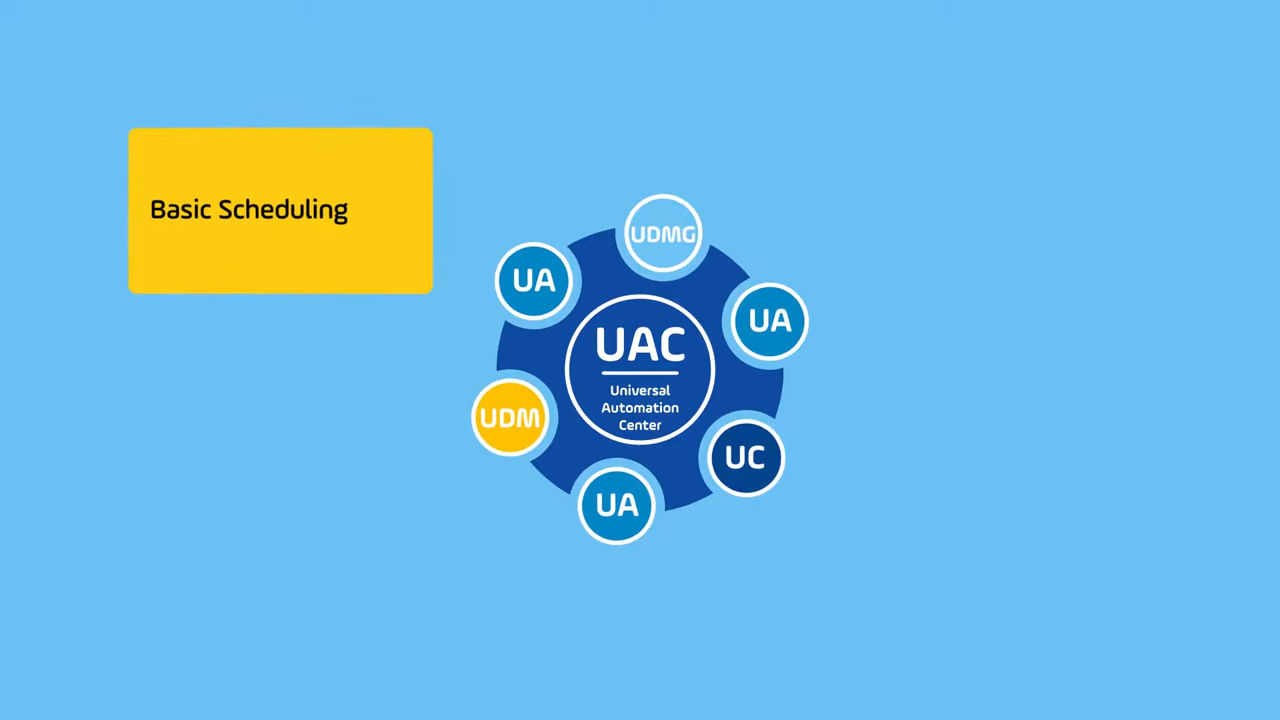 Basic Scheduling
UDMG
UA
UA
UAC
Universal
Automation
Center
UDM
UC
UA